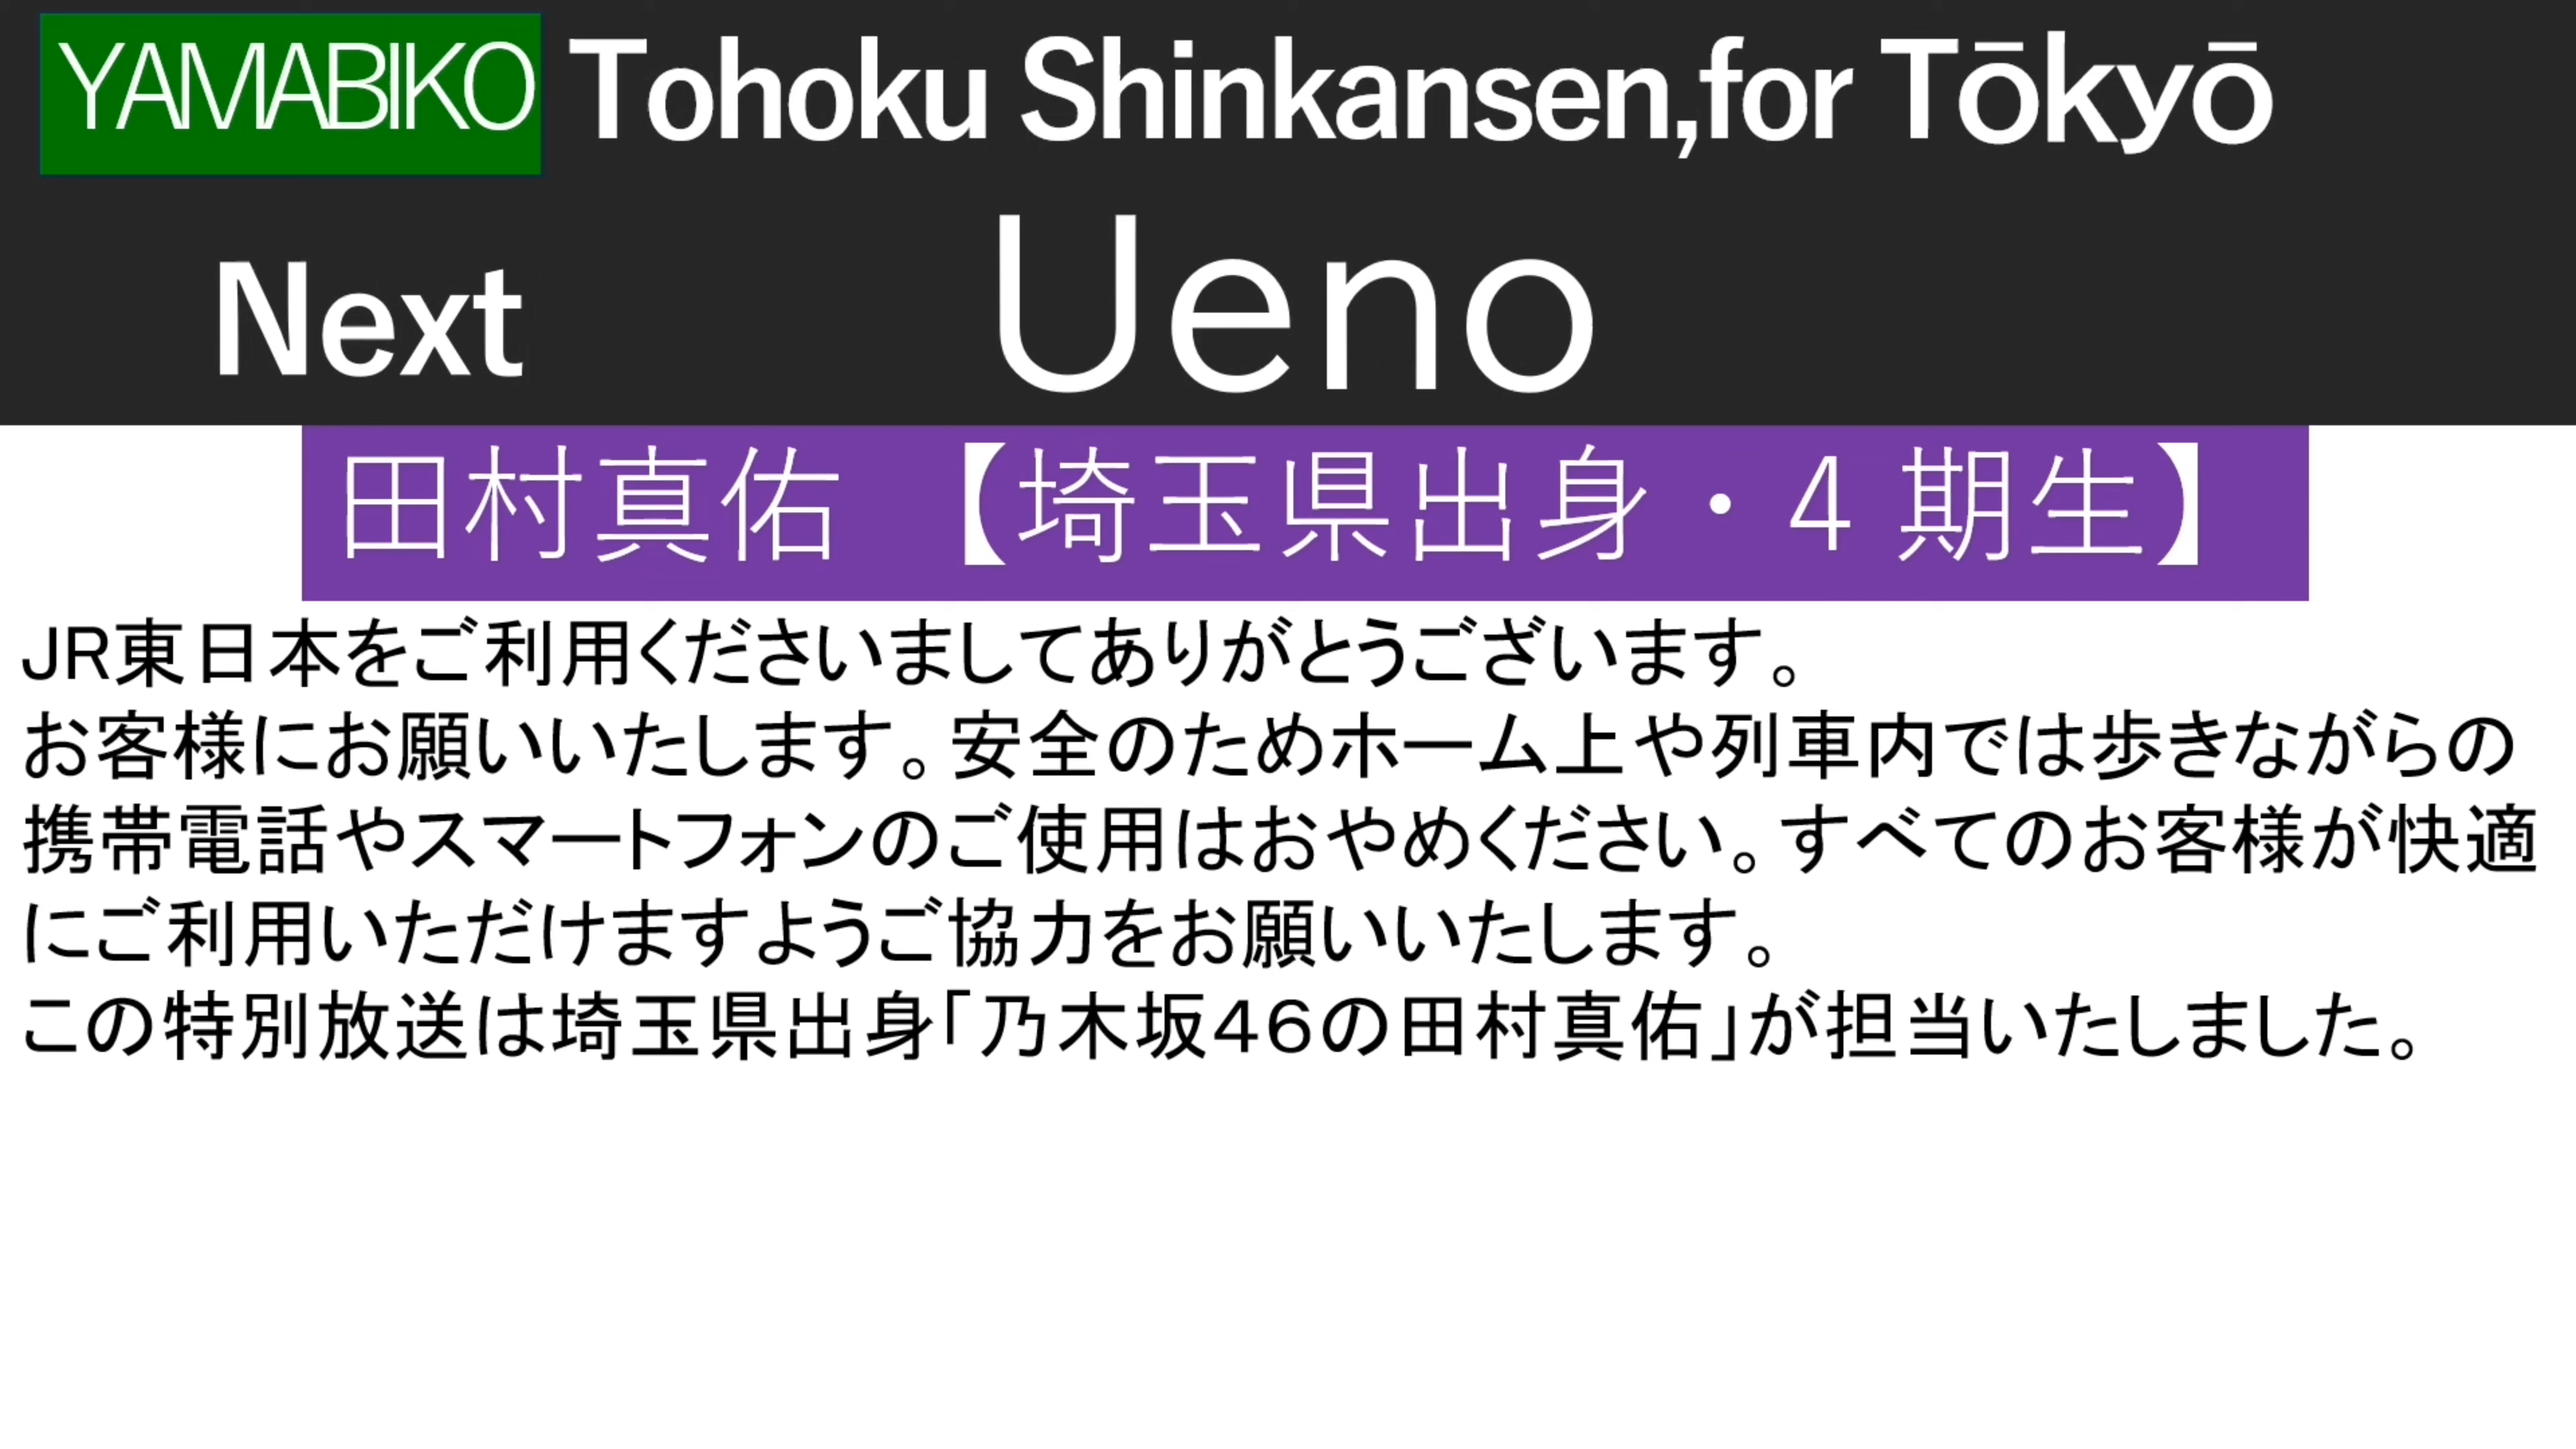 YAMABIKO Tohoku Shinkansen,for Tōkyō
Next Ueno
田村真佑 【埼玉県出身・4 期生】
JR東日本をご利用くださいましてありがとうございます。
お客様にお願いいたします。安全のためホーム上や列車内では歩きながらの
携帯電話やスマートフォンのご使用はおやめください。すべてのお客様が快適
にご利用いただけますようご協力をお願いいたします。
この特別放送は埼玉県出身「乃木坂46の田村真佑」が担当いたしました。